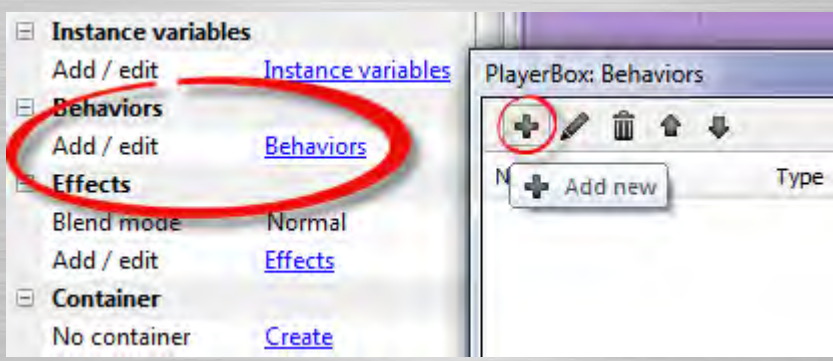 Instance variables
Add / edit Instance variables
Behaviors
Add / edit Behaviors
Effects
Blend mode Normal
Add / edit Effects
Container
No container Create
PlayerBox: Behaviors
N Type
Add new